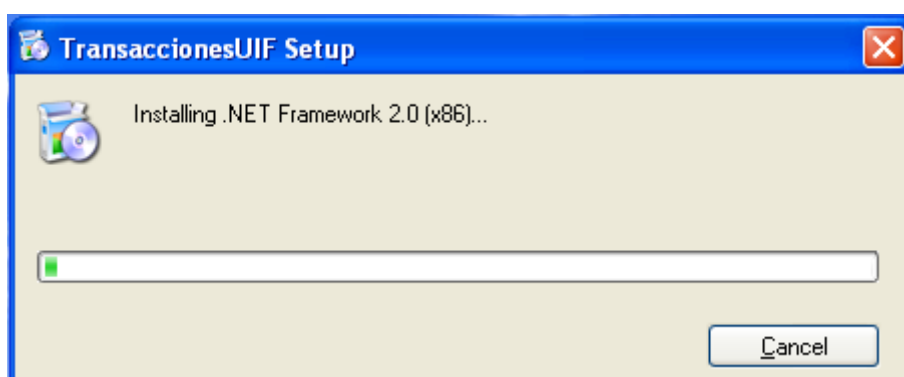 TransaccionesUIF Setup
Installing .NET Framework 2.0 (x86)...
Cancel